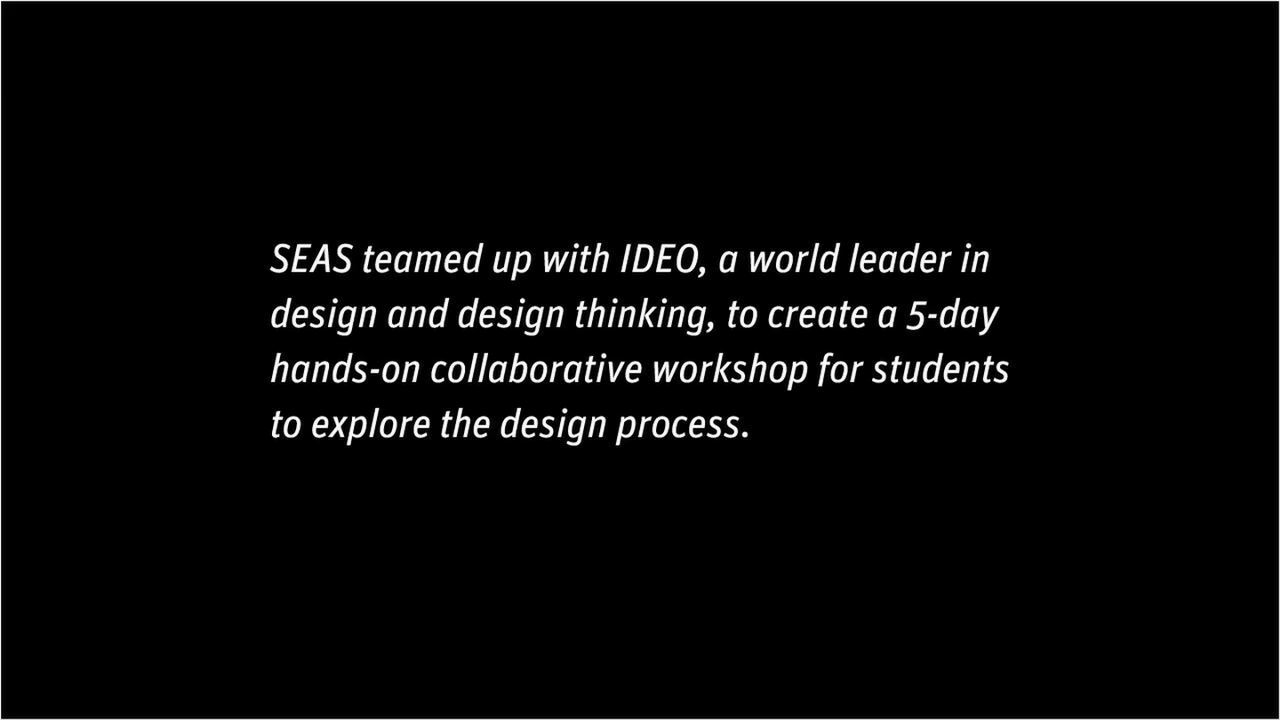 SEAS teamed up with IDEO, a world leader in
design and design thinking, to create a 5-day
hands-on collaborative workshop for students
to explore the design process.